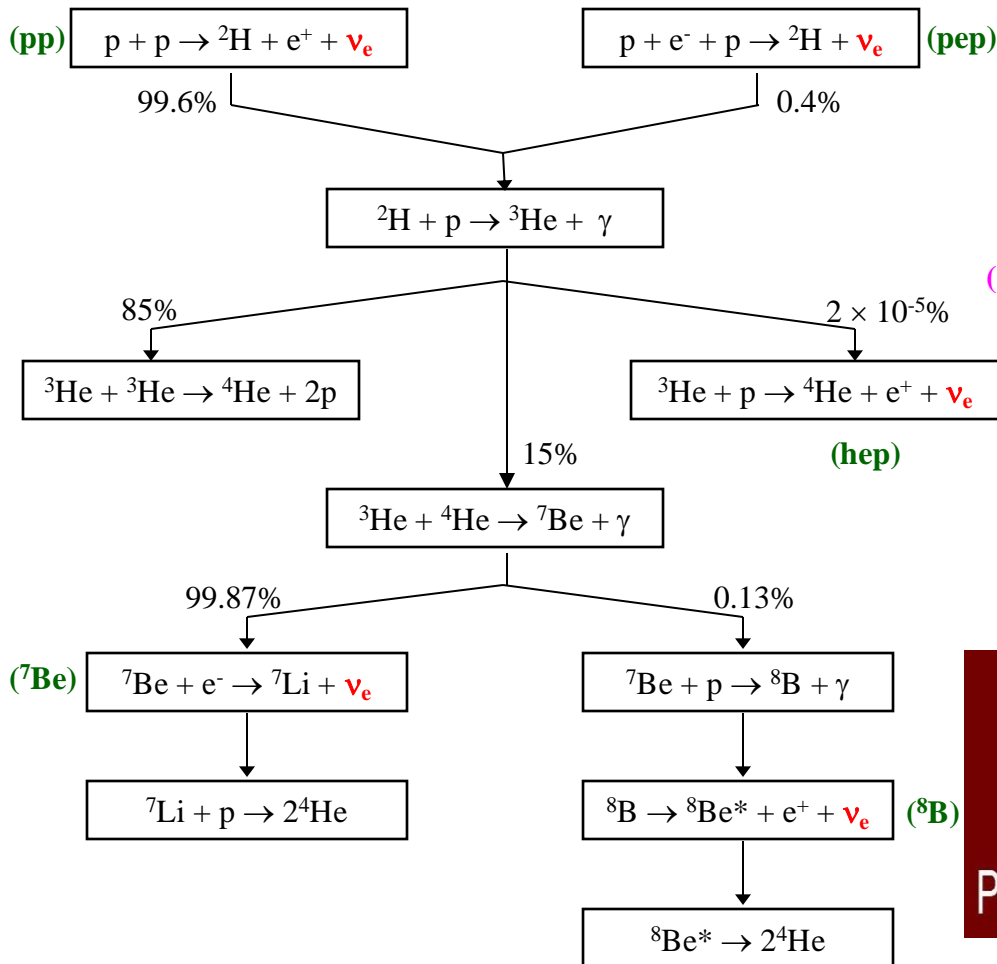 (pp) p + p → ²H + e⁺ + νₑ
p + e⁻ + p → ²H + νₑ (pep)
99.6%
0.4%
²H + p → ³He + γ
(
85%
2 × 10⁻⁵%
³He + ³He → ⁴He + 2p
³He + p → ⁴He + e⁺ + νₑ
(hep)
15%
³He + ⁴He → ⁷Be + γ
99.87%
0.13%
(⁷Be) ⁷Be + e⁻ → ⁷Li + νₑ
⁷Be + p → ⁸B + γ
⁷Li + p → 2⁴He
⁸B → ⁸Be* + e⁺ + νₑ (⁸B)
P
⁸Be* → 2⁴He